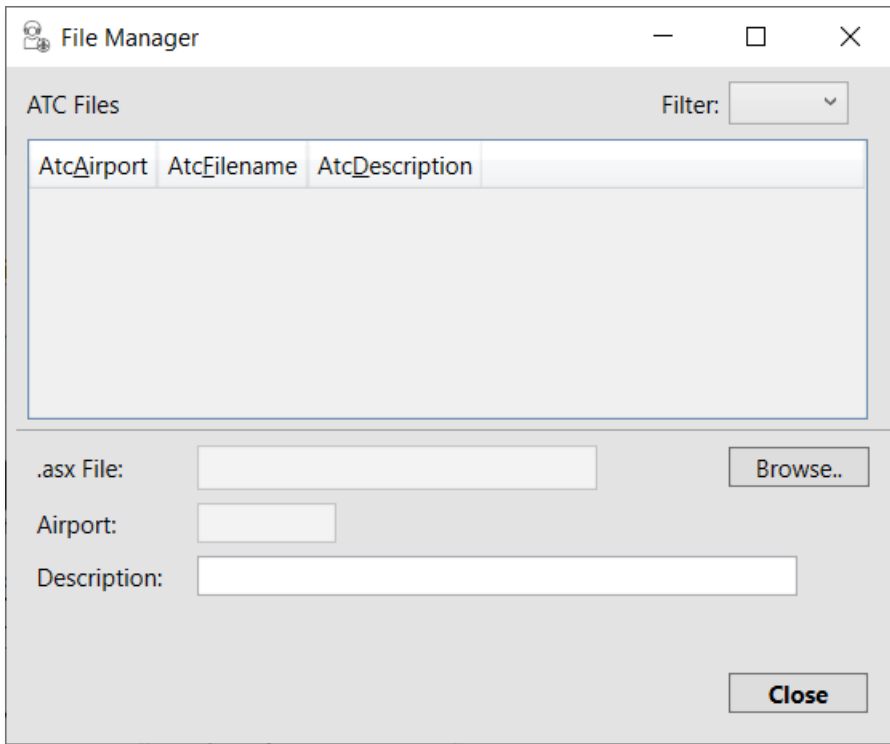 File Manager
ATC Files Filter:
AtcAirport AtcFilename AtcDescription
.asx File: Browse..
Airport:
Description:
Close